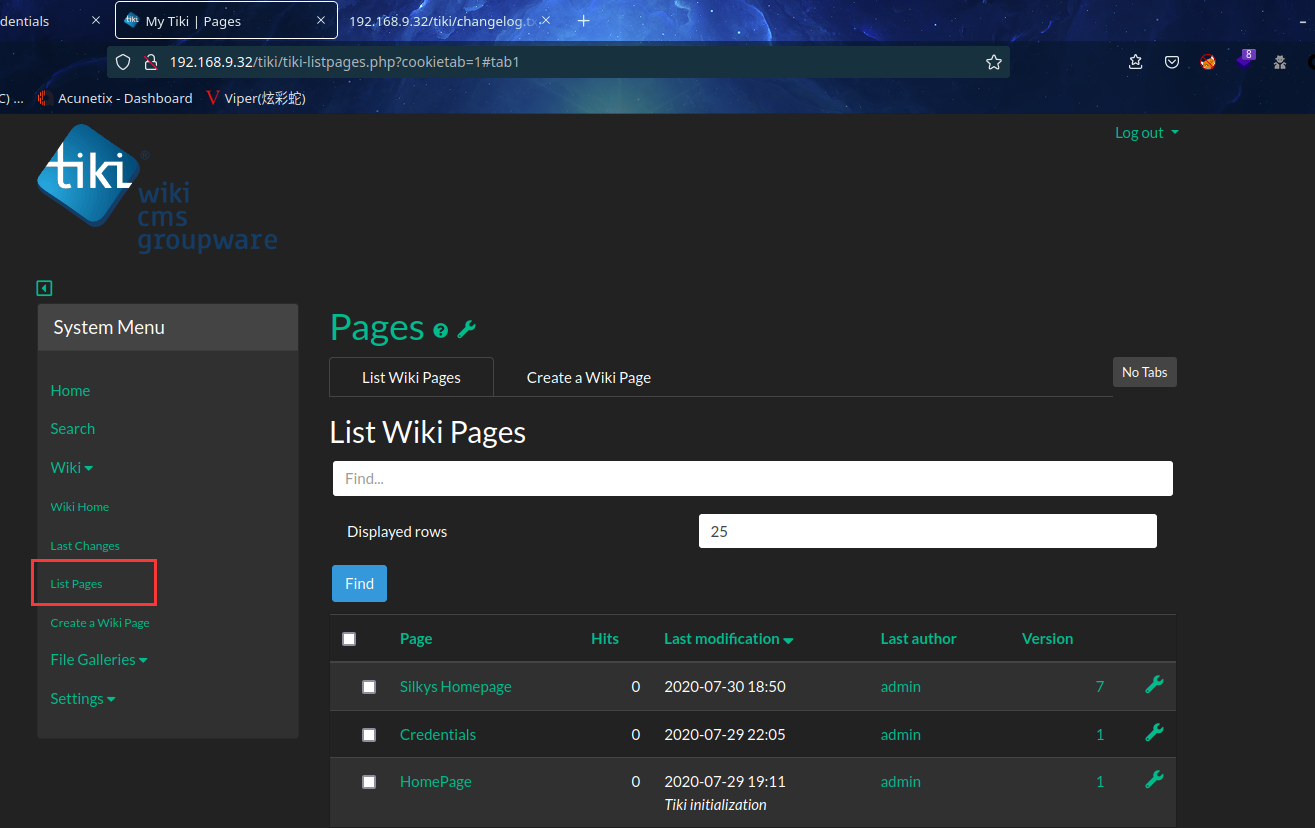 dentials
My Tiki | Pages
192.168.9.32/tiki/changelog.t
192.168.9.32/tiki/tiki-listpages.php?cookietab=1#tab1
8
C) ...
Acunetix - Dashboard
Viper(炫彩蛇)
tiki
®
wiki
cms
groupware
Log out
System Menu
Home
Search
Wiki
Wiki Home
Last Changes
List Pages
Create a Wiki Page
File Galleries
Settings
Pages
List Wiki Pages
Create a Wiki Page
No Tabs
List Wiki Pages
Find...
Displayed rows
25
Find
Page Hits Last modification Last author Version
Silkys Homepage 0 2020-07-30 18:50 admin 7
Credentials 0 2020-07-29 22:05 admin 1
HomePage 0 2020-07-29 19:11 admin 1
Tiki initialization